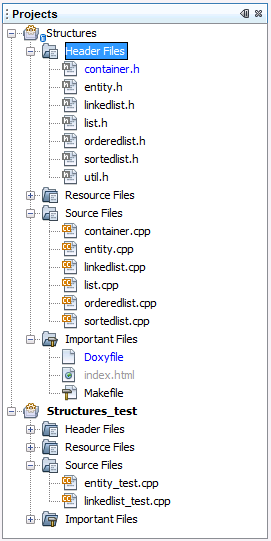 Projects
Structures
Header Files
container.h
entity.h
linkedlist.h
list.h
orderedlist.h
sortedlist.h
util.h
Resource Files
Source Files
container.cpp
entity.cpp
linkedlist.cpp
list.cpp
orderedlist.cpp
sortedlist.cpp
Important Files
Doxyfile
index.html
Makefile
Structures_test
Header Files
Resource Files
Source Files
entity_test.cpp
linkedlist_test.cpp
Important Files